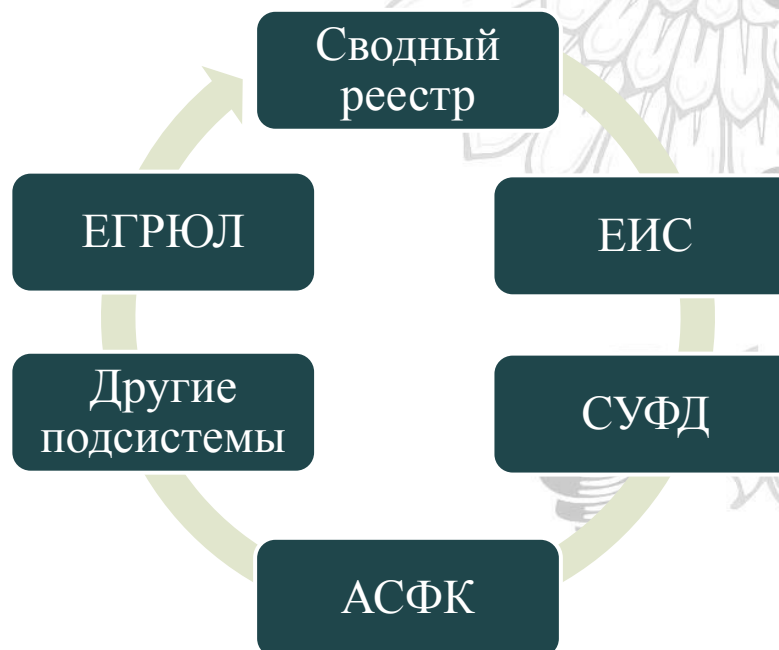 Сводный
реестр
ЕГРЮЛ
ЕИС
Другие
подсистемы
СУФД
АСФК